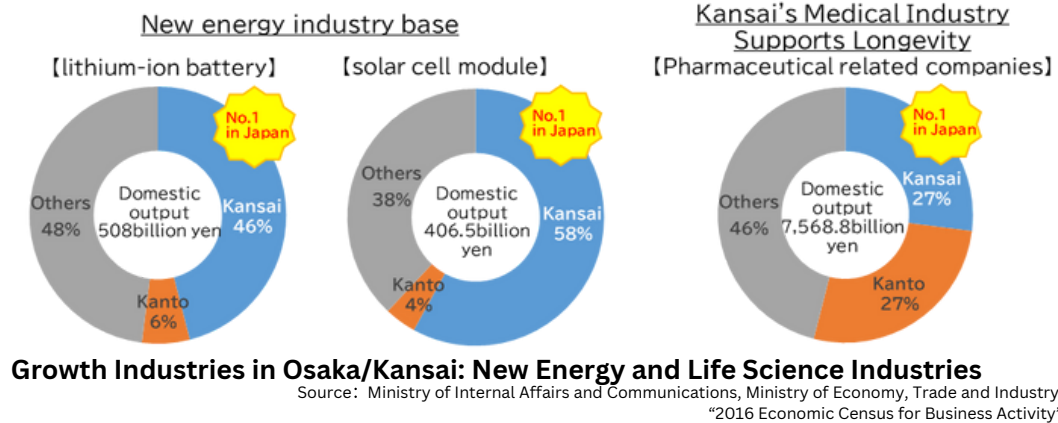 New energy industry base
Kansai’s Medical Industry
Supports Longevity
【lithium-ion battery】
【solar cell module】
【Pharmaceutical related companies】
No.1
in Japan
Others
48%
Domestic
output
508billion yen
Kansai
46%
Kanto
6%
No.1
in Japan
Others
38%
Domestic
output
406.5billion
yen
Kansai
58%
Kanto
4%
No.1
in Japan
Kansai
27%
Others
46%
Domestic
output
7,568.8billion
yen
Kanto
27%
Growth Industries in Osaka/Kansai: New Energy and Life Science Industries
Source：Ministry of Internal Affairs and Communications, Ministry of Economy, Trade and Industry
“2016 Economic Census for Business Activity”